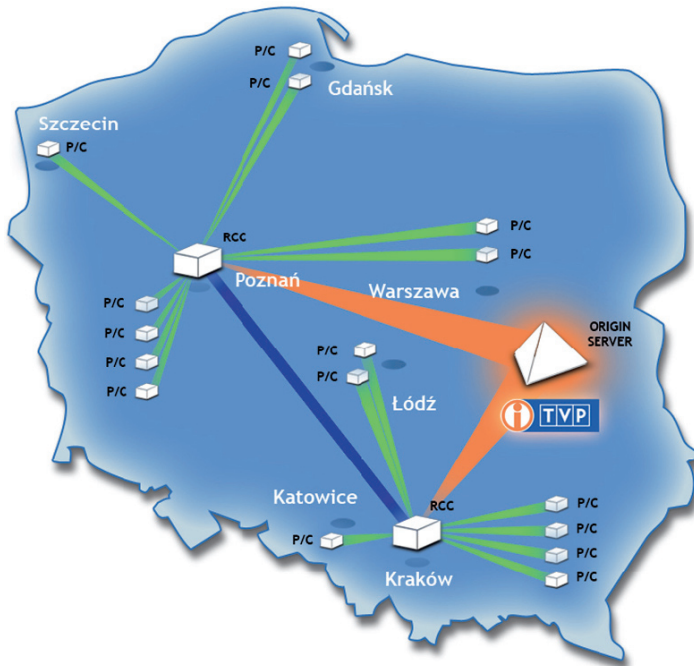 P/C
P/C
Gdańsk
Szczecin
P/C
P/C
RCC
P/C
Poznań
Warszawa
P/C
ORIGIN
SERVER
P/C
P/C
P/C
P/C
P/C
Łódź
i TVP
Katowice
RCC
P/C
P/C
P/C
P/C
P/C
Kraków